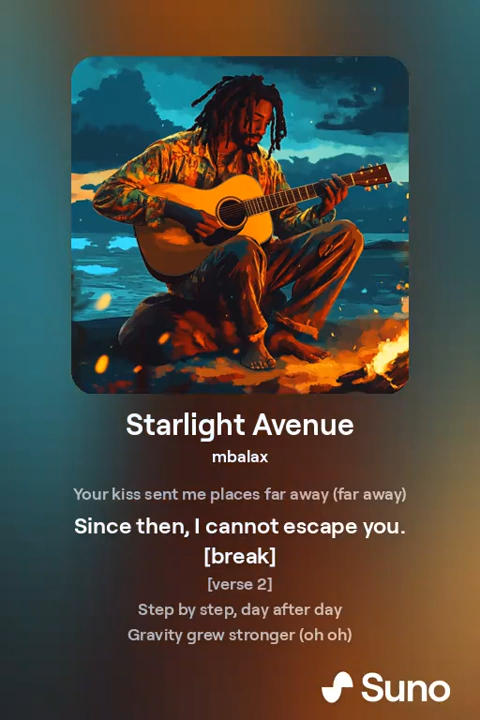 Starlight Avenue
mbalax
Your kiss sent me places far away (far away)
Since then, I cannot escape you.
[break]
[verse 2]
Step by step, day after day
Gravity grew stronger (oh oh)
Suno